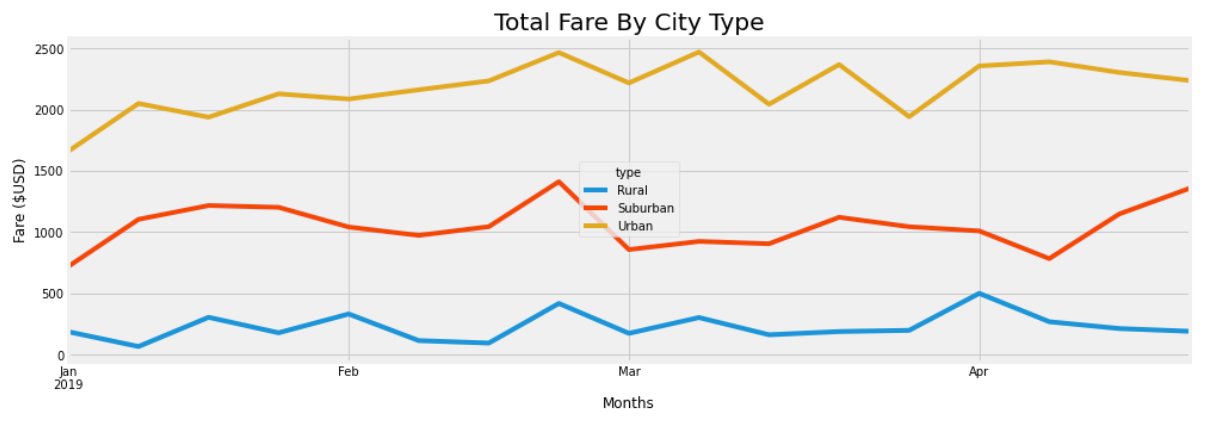 Total Fare By City Type
Fare ($USD)
2500
2000
1500
1000
500
0
type
Rural
Suburban
Urban
Jan Feb Mar Apr
2019
Months